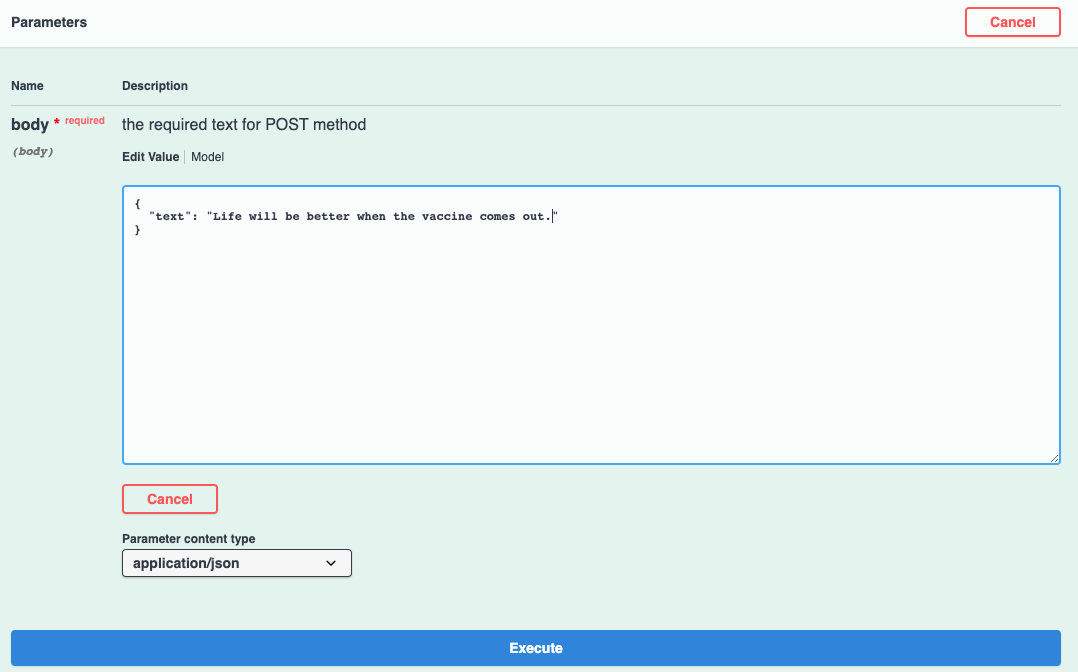 Parameters
Cancel
Name Description
body * required the required text for POST method
(body)
Edit Value | Model
{
  "text": "Life will be better when the vaccine comes out."
}
Cancel
Parameter content type
application/json
Execute